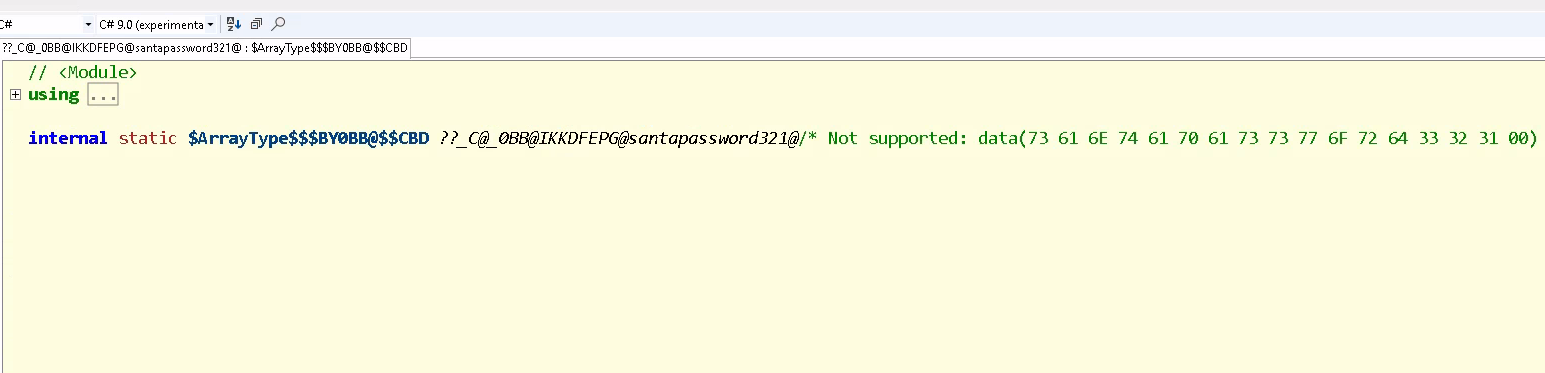 C#
C# 9.0 (experimenta
??_C@_0BB@IKKDFEPG@santapassword321@ : $ArrayType$$$BY0BB@$$CBD
// <Module>
using ...
internal static $ArrayType$$$BY0BB@$$CBD ??_C@_0BB@IKKDFEPG@santapassword321@/* Not supported: data(73 61 6E 74 61 70 61 73 73 77 6F 72 64 33 32 31 00)